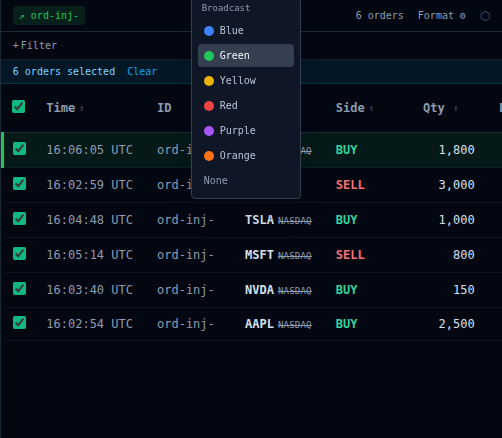 ↗ ord-inj-
Broadcast
6 orders Format ⚙
Blue
+Filter
Green
6 orders selected Clear
Yellow
Time ID Side Qty
Red
Purple
16:06:05 UTC ord-i BUY 1,800
Orange
16:02:59 UTC ord-i SELL 3,000
None
16:04:48 UTC ord-inj- TSLA NASDAQ BUY 1,000
16:05:14 UTC ord-inj- MSFT NASDAQ SELL 800
16:03:40 UTC ord-inj- NVDA NASDAQ BUY 150
16:02:54 UTC ord-inj- AAPL NASDAQ BUY 2,500